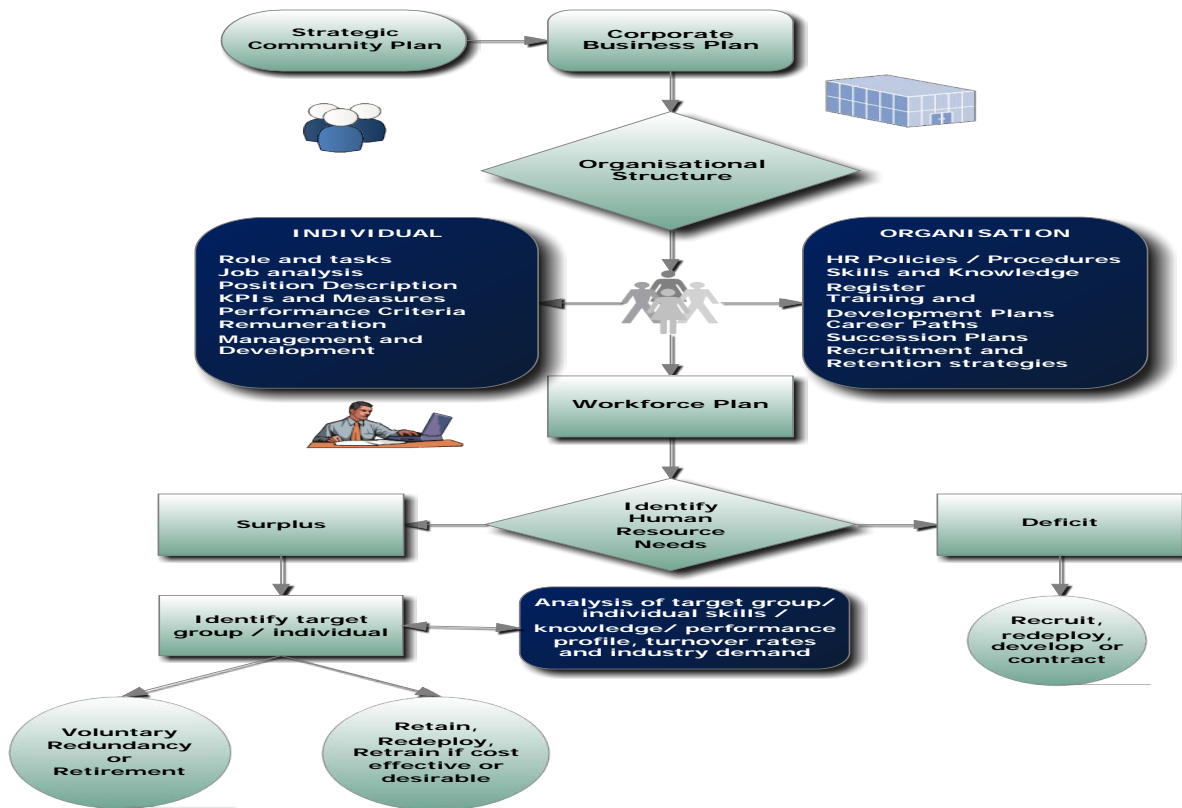 Strategic
Community Plan
Corporate
Business Plan
Organisational
Structure
INDIVIDUAL
Role and tasks
Job analysis
Position Description
KPIs and Measures
Performance Criteria
Remuneration
Management and
Development
ORGANISATION
HR Policies / Procedures
Skills and Knowledge
Register
Training and
Development Plans
Career Paths
Succession Plans
Recruitment and
Retention strategies
Workforce Plan
Identify
Human
Resource
Needs
Surplus
Deficit
Identify target
group / individual
Analysis of target group/
individual skills /
knowledge/ performance
profile, turnover rates
and industry demand
Recruit,
redeploy,
develop or
contract
Voluntary
Redundancy
or
Retirement
Retain,
Redeploy,
Retrain if cost
effective or
desirable